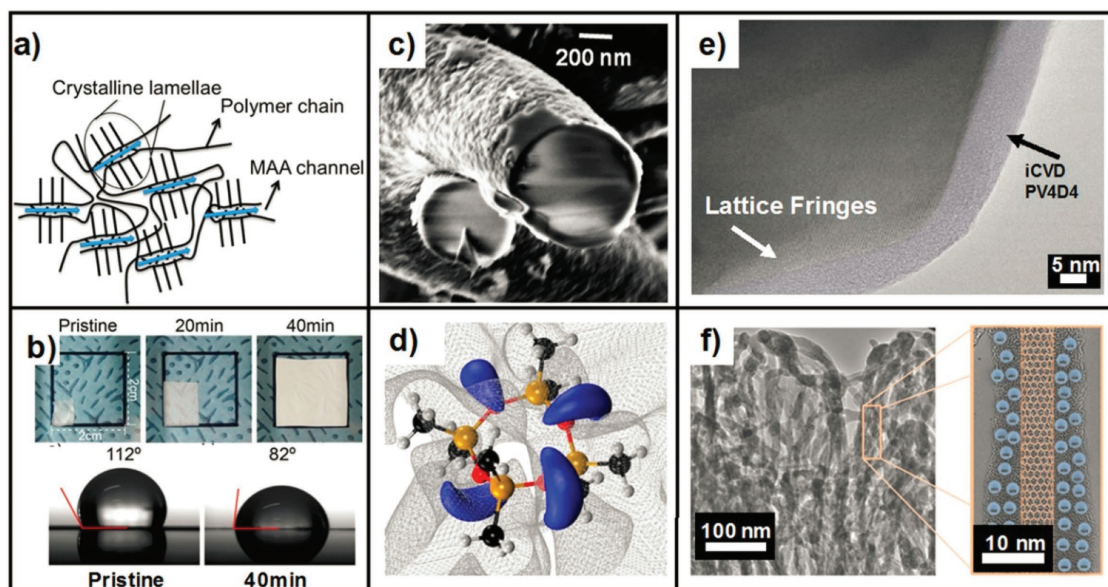 a)
Crystalline lamellae
Polymer chain
MAA channel
b)
Pristine
20min
40min
2cm
2cm
112º
82º
Pristine
40min
c)
200 nm
d)
e)
iCVD
PV4D4
Lattice Fringes
5 nm
f)
100 nm
10 nm